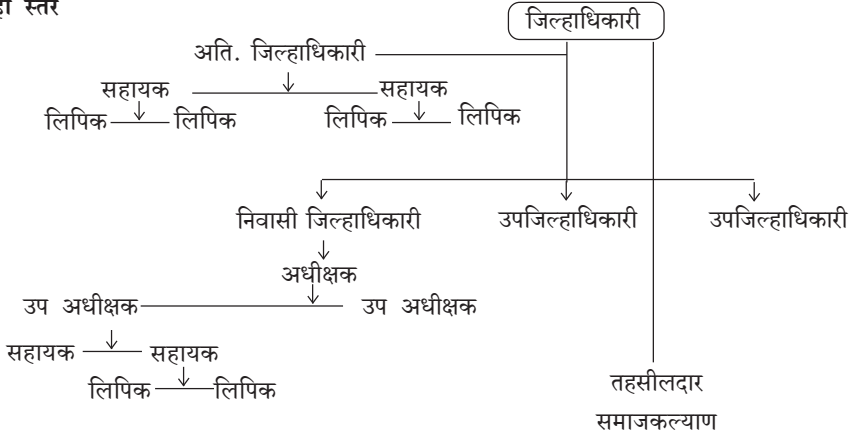 स्तर
जिल्हाधिकारी
अति. जिल्हाधिकारी
सहायक सहायक
लिपिक लिपिक लिपिक लिपिक
निवासी जिल्हाधिकारी उपजिल्हाधिकारी उपजिल्हाधिकारी
अधीक्षक
उप अधीक्षक उप अधीक्षक
सहायक सहायक
लिपिक लिपिक
तहसीलदार
समाजकल्याण